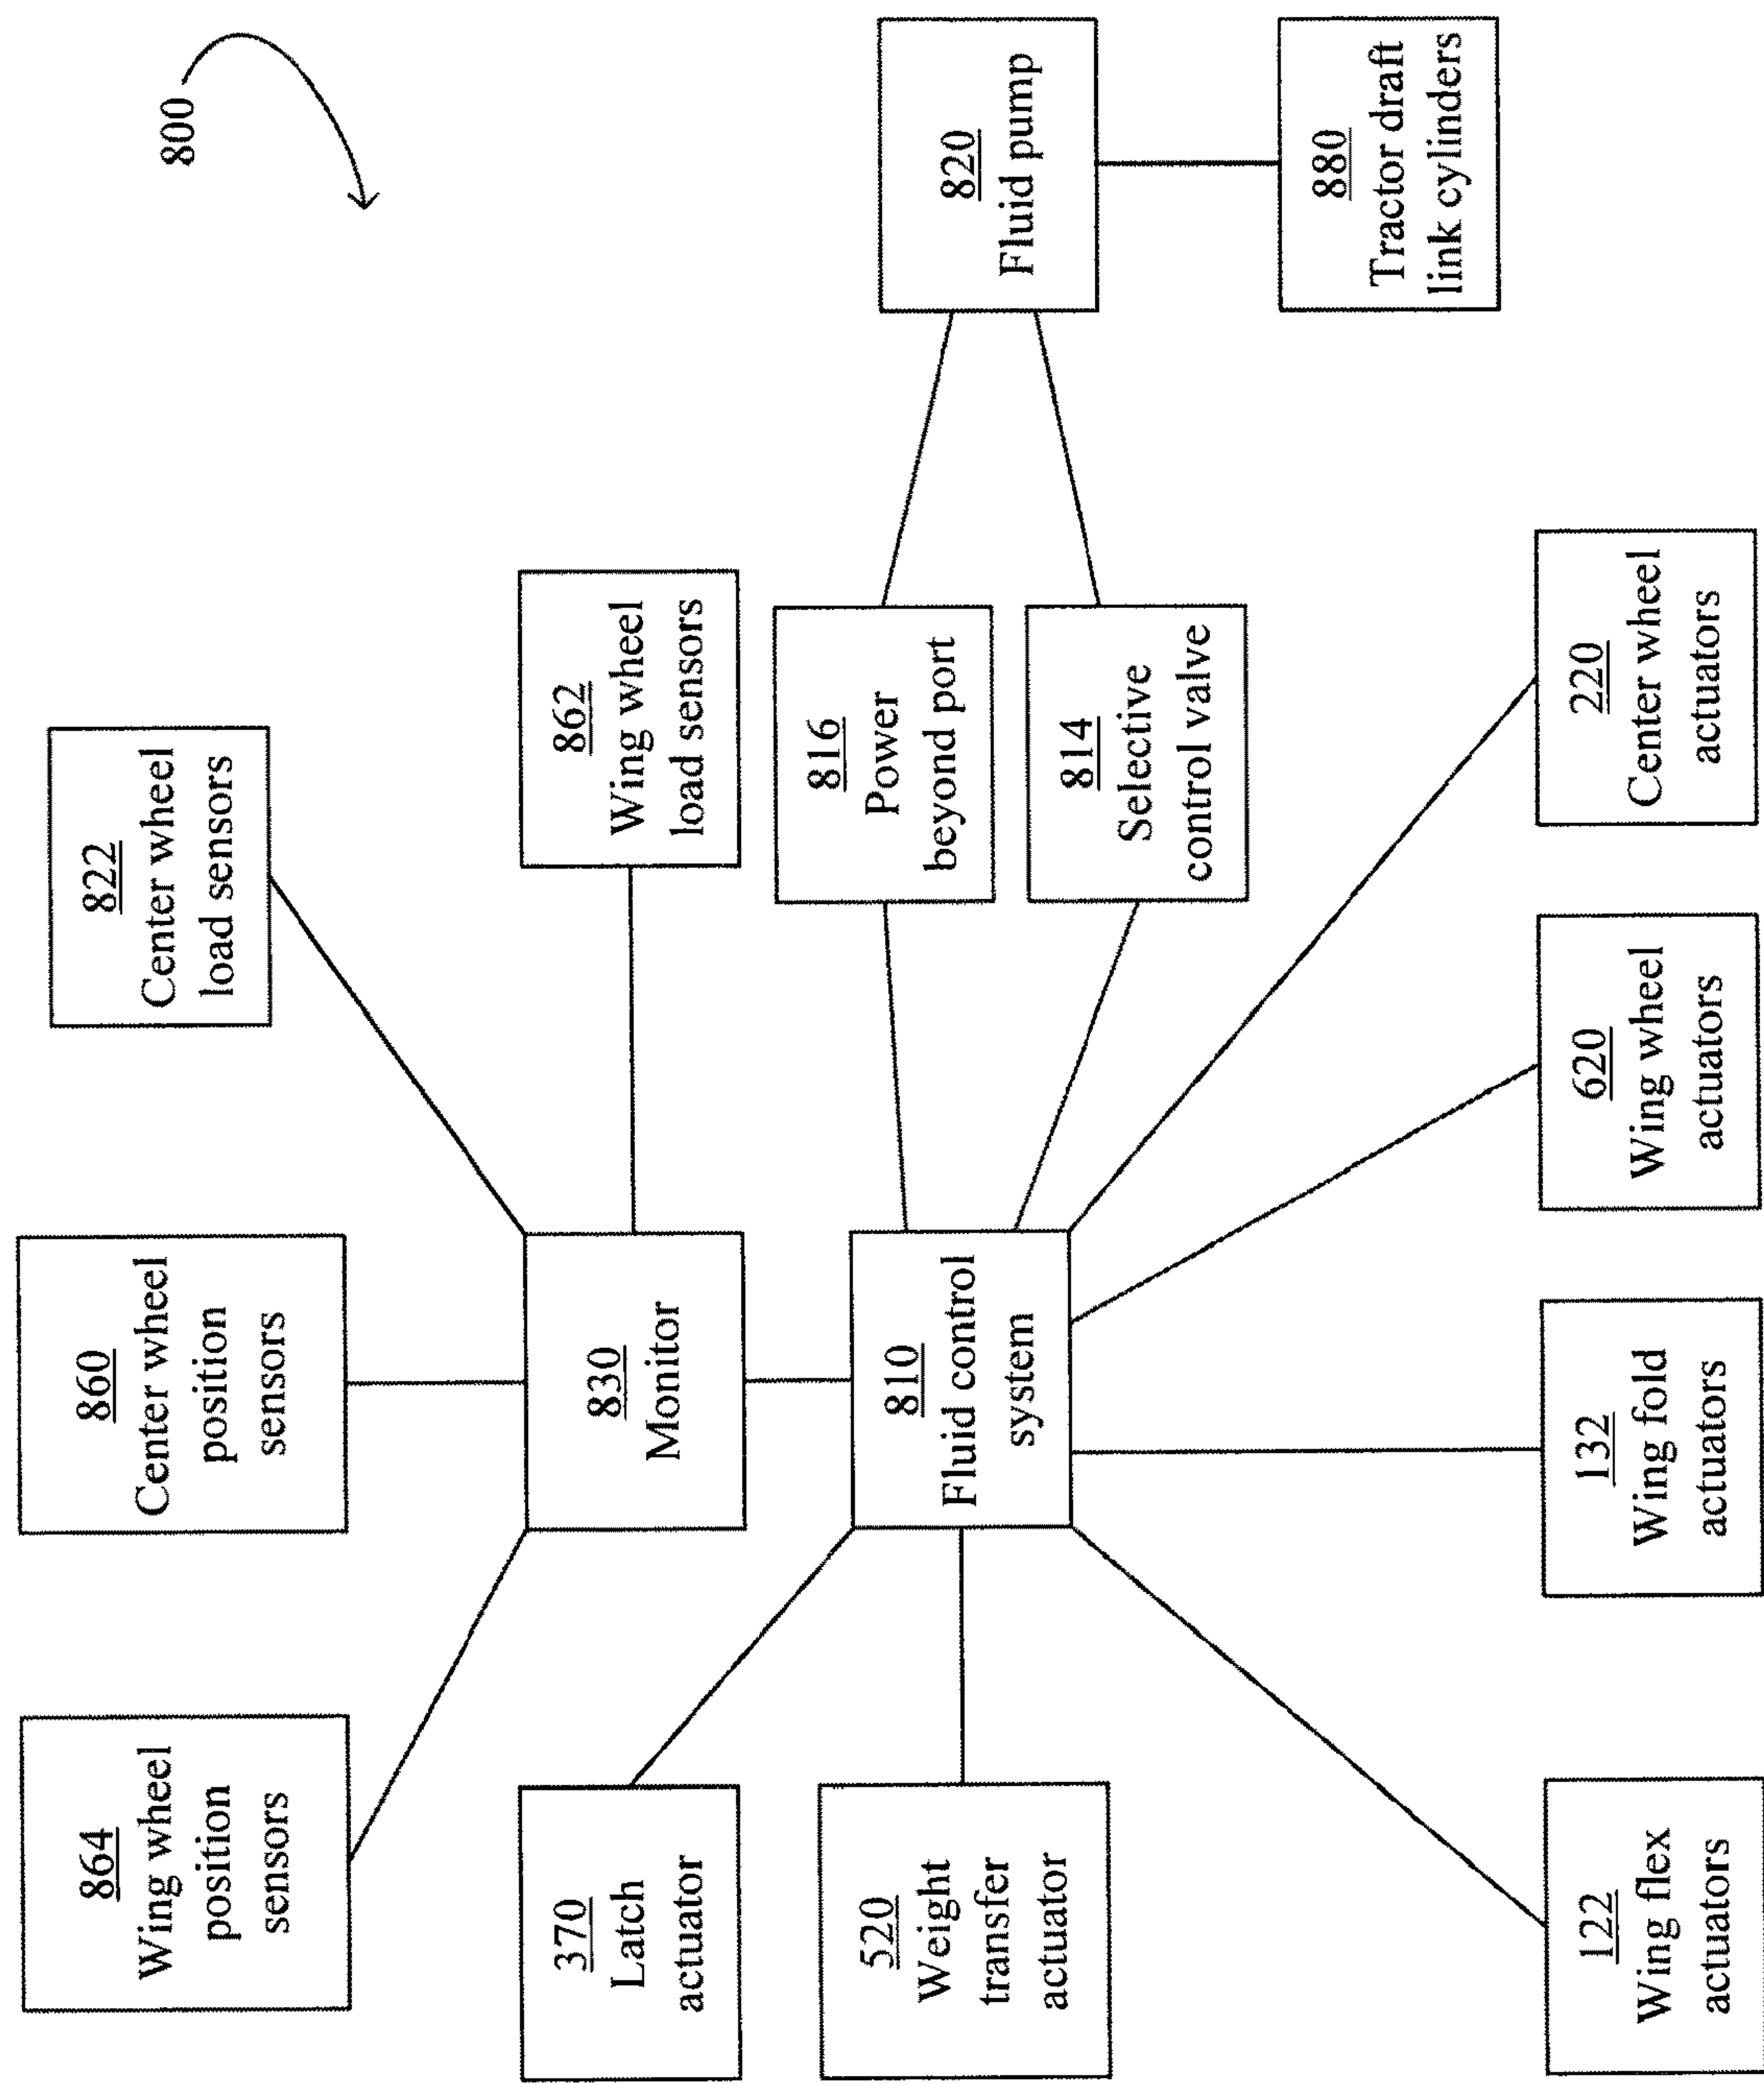 800
864
Wing wheel
position
sensors
860
Center wheel
position
sensors
822
Center wheel
load sensors
370
Latch
actuator
830
Monitor
862
Wing wheel
load sensors
520
Weight
transfer
actuator
810
Fluid control
system
816
Power
beyond port
814
Selective
control valve
820
Fluid pump
880
Tractor draft
link cylinders
122
Wing flex
actuators
132
Wing fold
actuators
620
Wing wheel
actuators
220
Center wheel
actuators